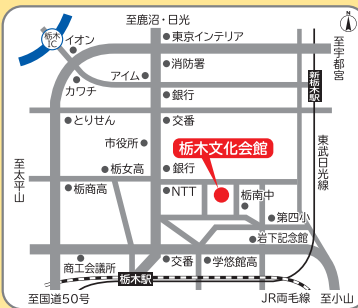 至鹿沼・日光
N
栃木
IC
イオン
東京インテリア
至宇都宮
消防署
アイム
カワチ
銀行
新栃木駅
とりせん
交番
市役所
栃木文化会館
東武日光線
至太平山
栃女高
銀行
栃商高
NTT
栃南中
第四小
岩下記念館
商工会議所
交番
学悠館高
栃木駅
至国道50号
JR両毛線
至小山